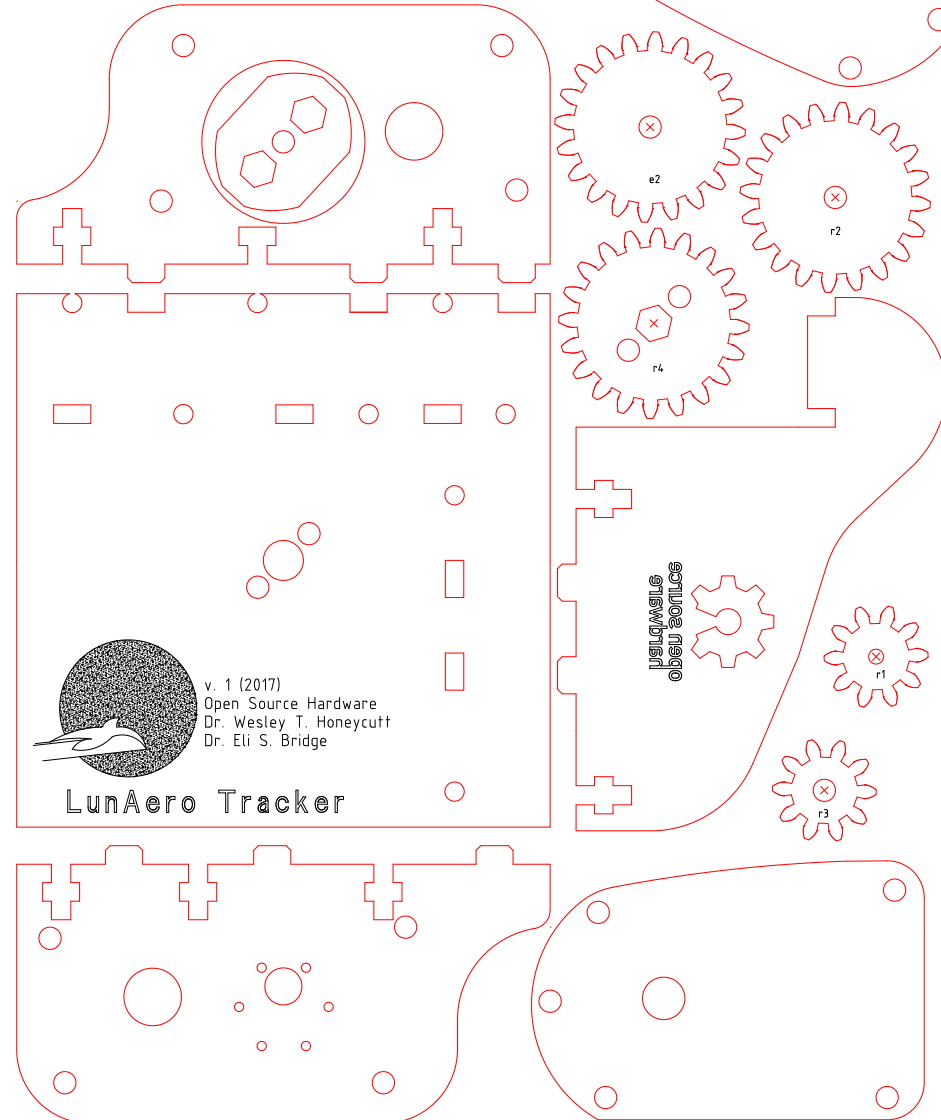 e2
r2
r4
hardware
open source
r1
v. 1 (2017)
Open Source Hardware
Dr. Wesley T. Honeycutt
Dr. Eli S. Bridge
LunAero Tracker
r3